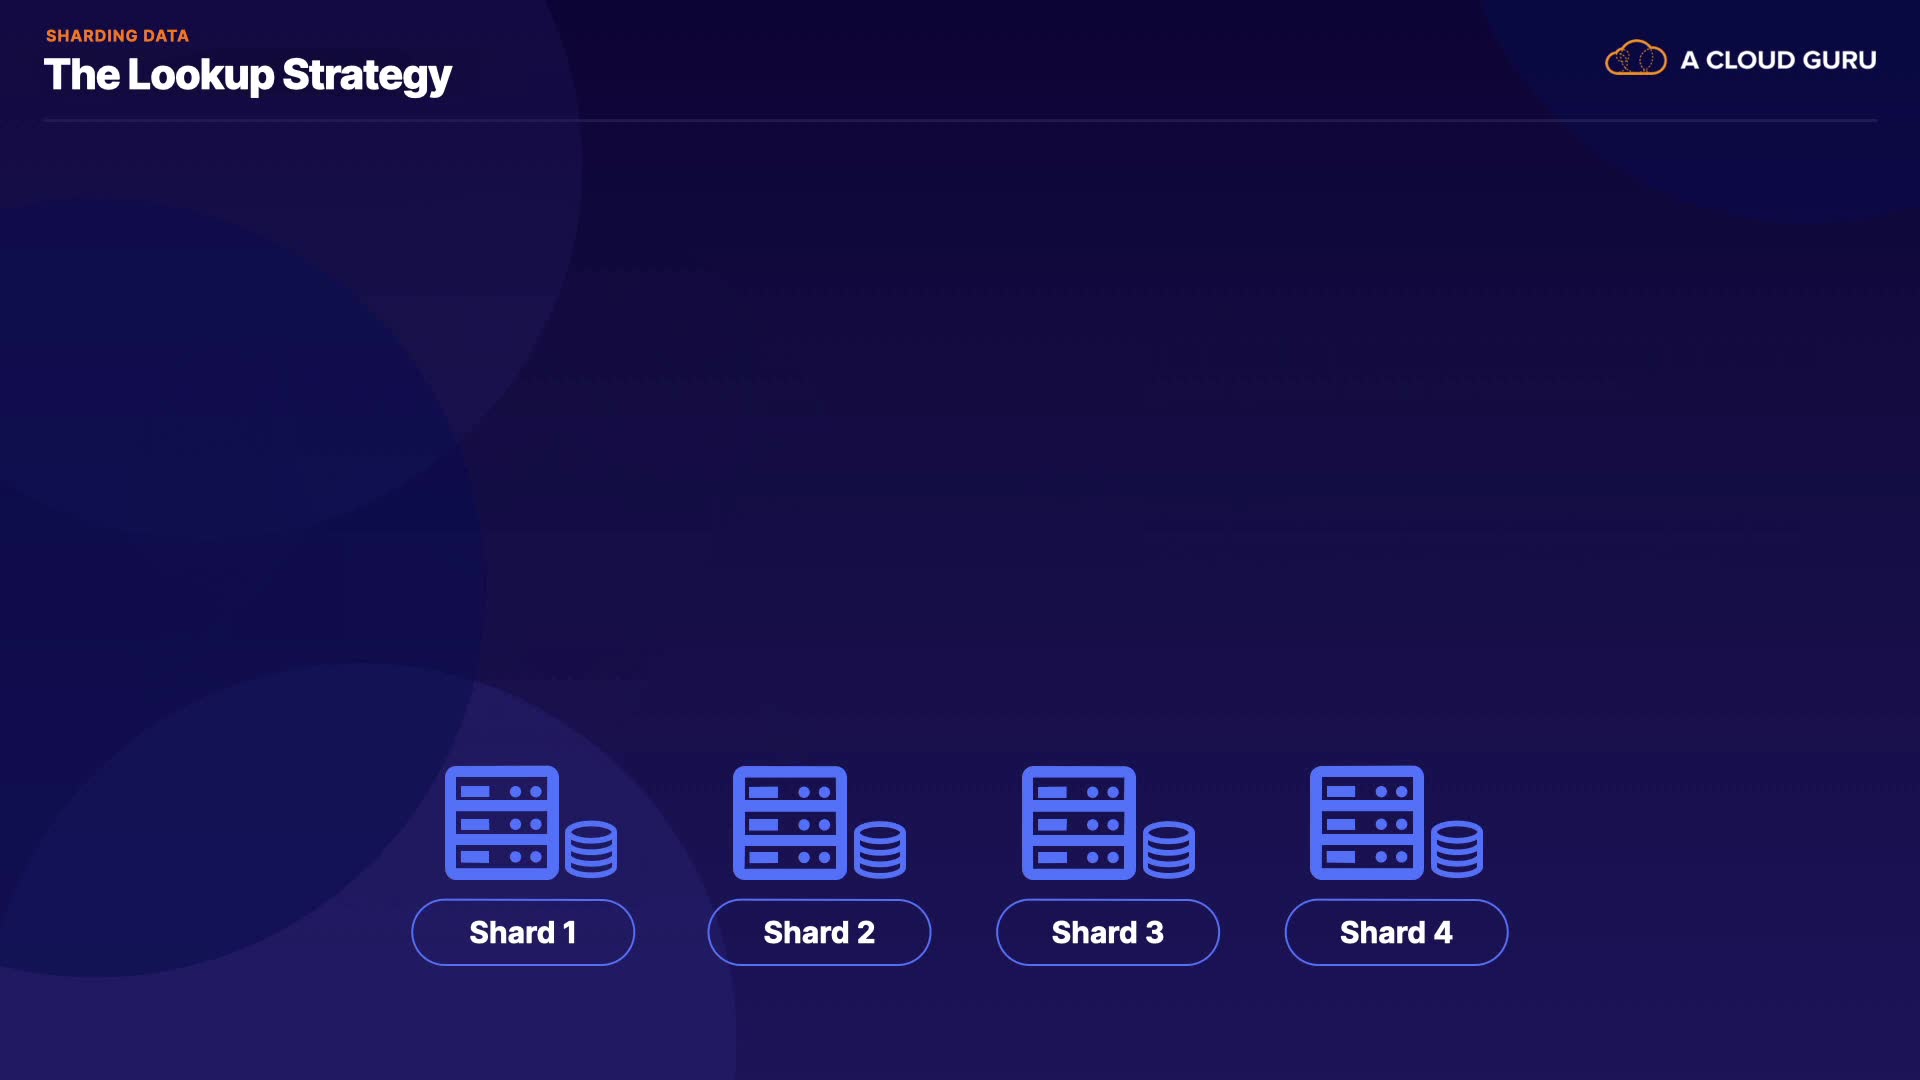 SHARDING DATA
The Lookup Strategy
A CLOUD GURU
Shard 1
Shard 2
Shard 3
Shard 4